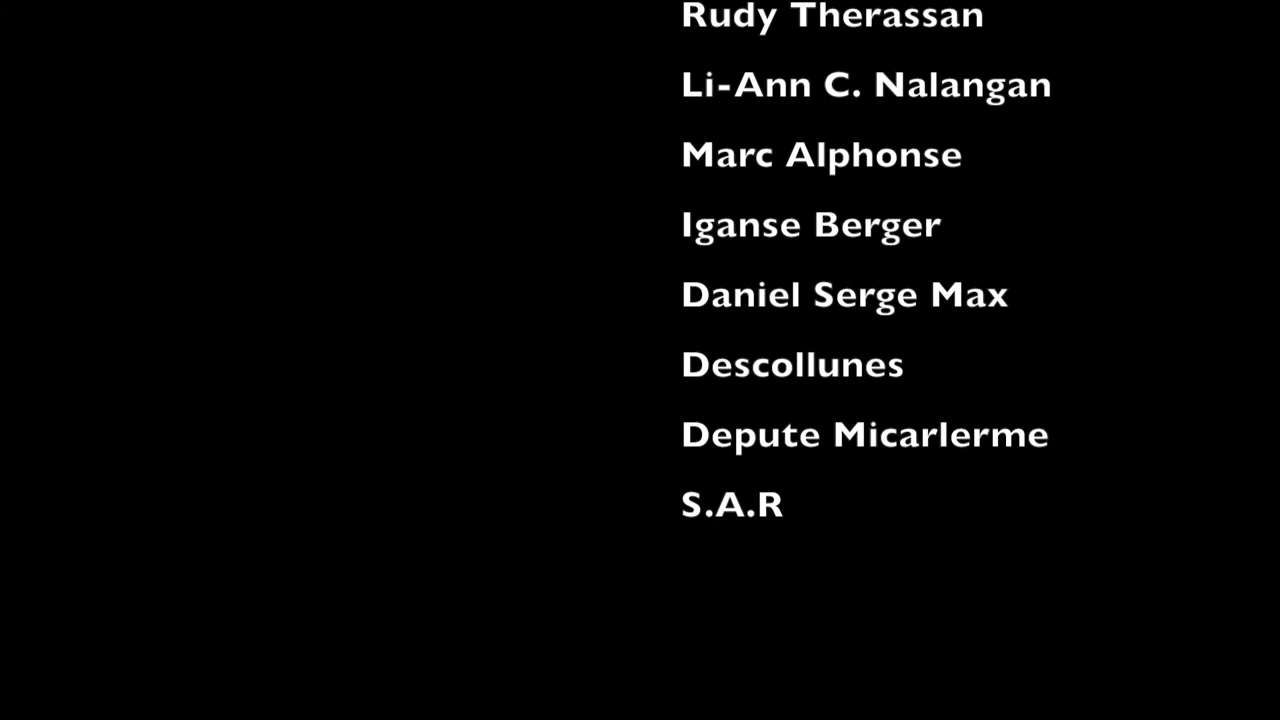 Rudy Therassan
Li-Ann C. Nalangan
Marc Alphonse
Iganse Berger
Daniel Serge Max
Descollunes
Depute Micarlerme
S.A.R